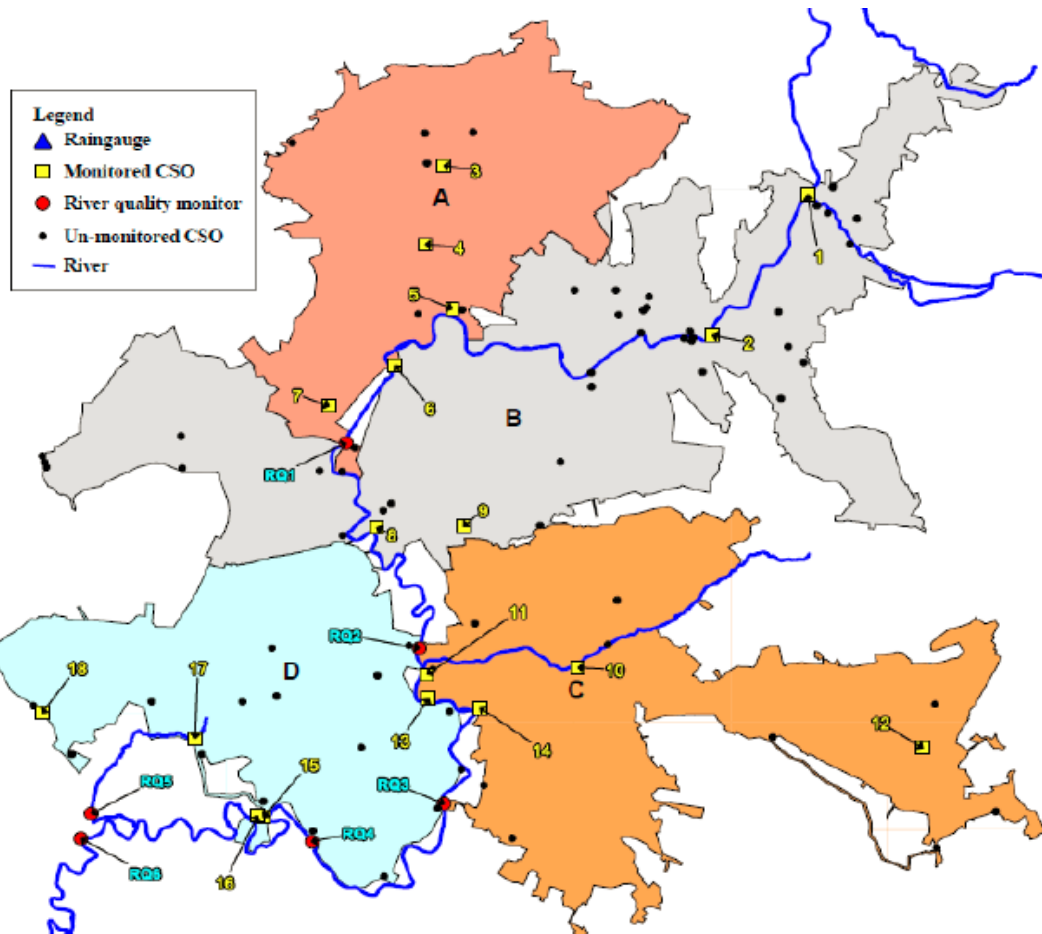 Legend
Raingauge
Monitored CSO
River quality monitor
Un-monitored CSO
River
3
A
4
1
5
2
7
6
B
RQ1
9
8
11
RQ2
18
17
D
10
C
12
13
14
15
RQ5
RQ3
RQ4
RQ6
16